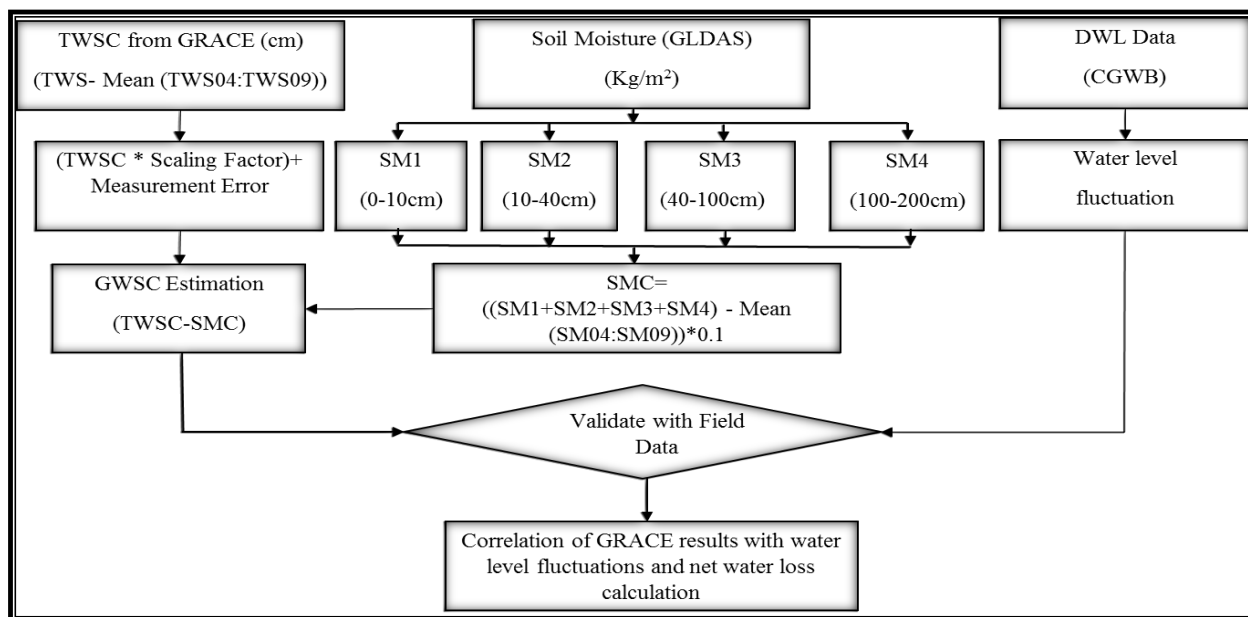 TWSC from GRACE (cm)
(TWS- Mean (TWS04:TWS09))
Soil Moisture (GLDAS)
(Kg/m²)
DWL Data
(CGWB)
(TWSC * Scaling Factor)+
Measurement Error
SM1
(0-10cm)
SM2
(10-40cm)
SM3
(40-100cm)
SM4
(100-200cm)
Water level
fluctuation
GWSC Estimation
(TWSC-SMC)
SMC=
((SM1+SM2+SM3+SM4) - Mean
(SM04:SM09))*0.1
Validate with Field
Data
Correlation of GRACE results with water
level fluctuations and net water loss
calculation